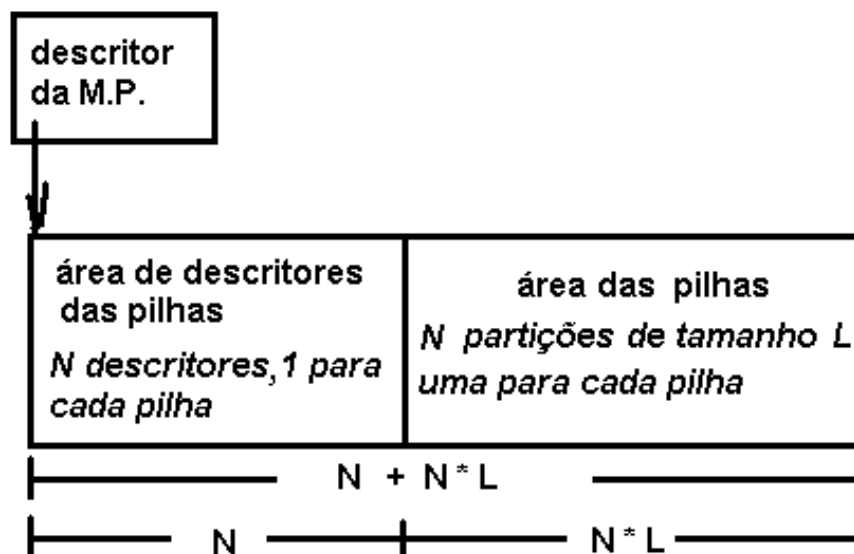 descritor
da M.P.
área de descritores
das pilhas
N descritores,1 para
cada pilha
área das pilhas
N partições de tamanho L
uma para cada pilha
N + N*L
N
N*L